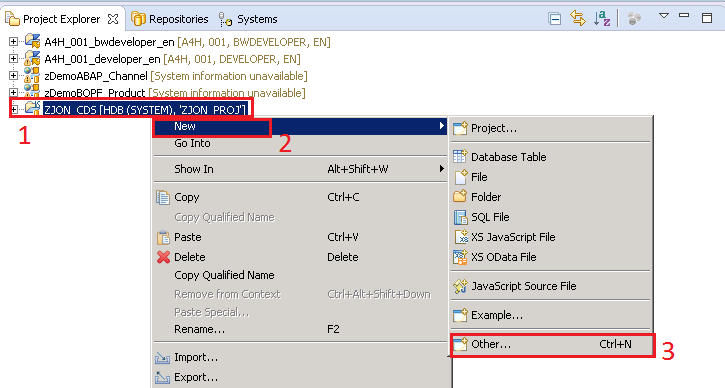 Project Explorer Repositories Systems
A4H_001_bwdeveloper_en [A4H, 001, BWDEVELOPER, EN]
A4H_001_developer_en [A4H, 001, DEVELOPER, EN]
zDemoABAP_Channel [System information unavailable]
zDemoBOPF_Product [System information unavailable]
ZJON_CDS [HDB (SYSTEM), 'ZJON_PROJ']
1
New
2
Go Into
Show In Alt+Shift+W
Copy Ctrl+C
Copy Qualified Name
Paste Ctrl+V
Delete Delete
Copy Qualified Name
Remove from Context Ctrl+Alt+Shift+Down
Paste Special...
Rename... F2
Import...
Export...
Project...
Database Table
File
Folder
SQL File
XS JavaScript File
XS OData File
JavaScript Source File
Example...
Other... Ctrl+N
3